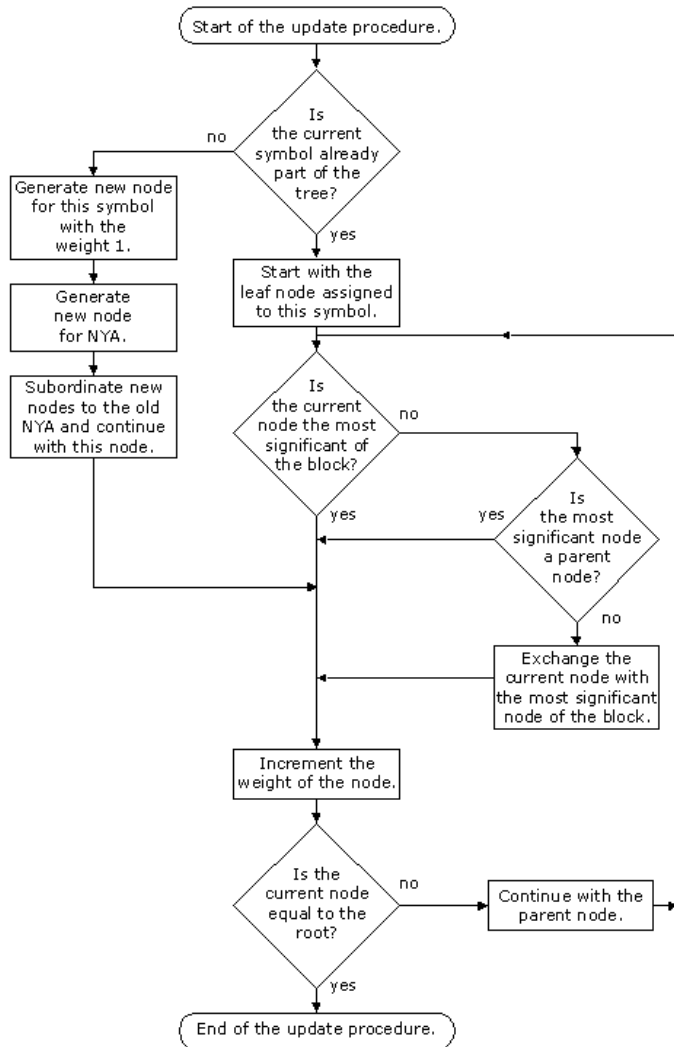 Start of the update procedure.
Is
the current
symbol already
part of the
tree?
no
yes
Generate new node
for this symbol
with the
weight 1.
Generate
new node
for NYA.
Subordinate new
nodes to the old
NYA and continue
with this node.
Start with the
leaf node assigned
to this symbol.
Is
the current
node the most
significant of
the block?
no
yes
Is
the most
significant node
a parent
node?
yes
no
Exchange the
current node with
the most significant
node of the block.
Increment the
weight of the node.
Is the
current node
equal to the
root?
no
Continue with the
parent node.
yes
End of the update procedure.